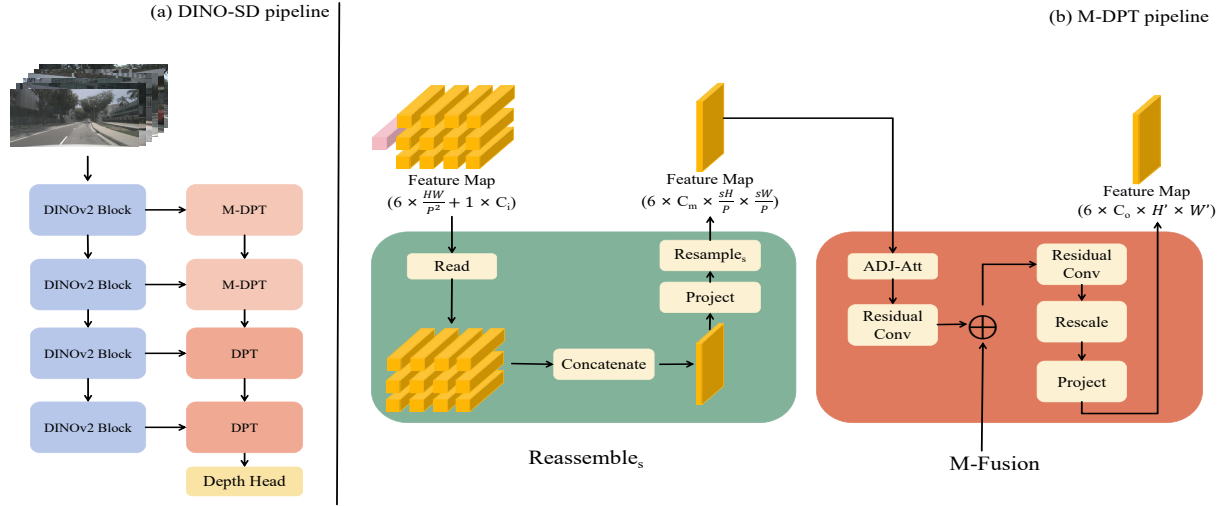 (a) DINO-SD pipeline
DINOv2 Block
M-DPT
DINOv2 Block
M-DPT
DINOv2 Block
DPT
DINOv2 Block
DPT
Depth Head
(b) M-DPT pipeline
Feature Map
(6 × HW/P² + 1 × Cᵢ)
Read
Concatenate
Feature Map
(6 × Cₘ × sH/P × sW/P)
Resampleₛ
Project
Reassembleₛ
ADJ-Att
Residual
Conv
Residual
Conv
Rescale
Project
Feature Map
(6 × Cₒ × H' × W')
M-Fusion